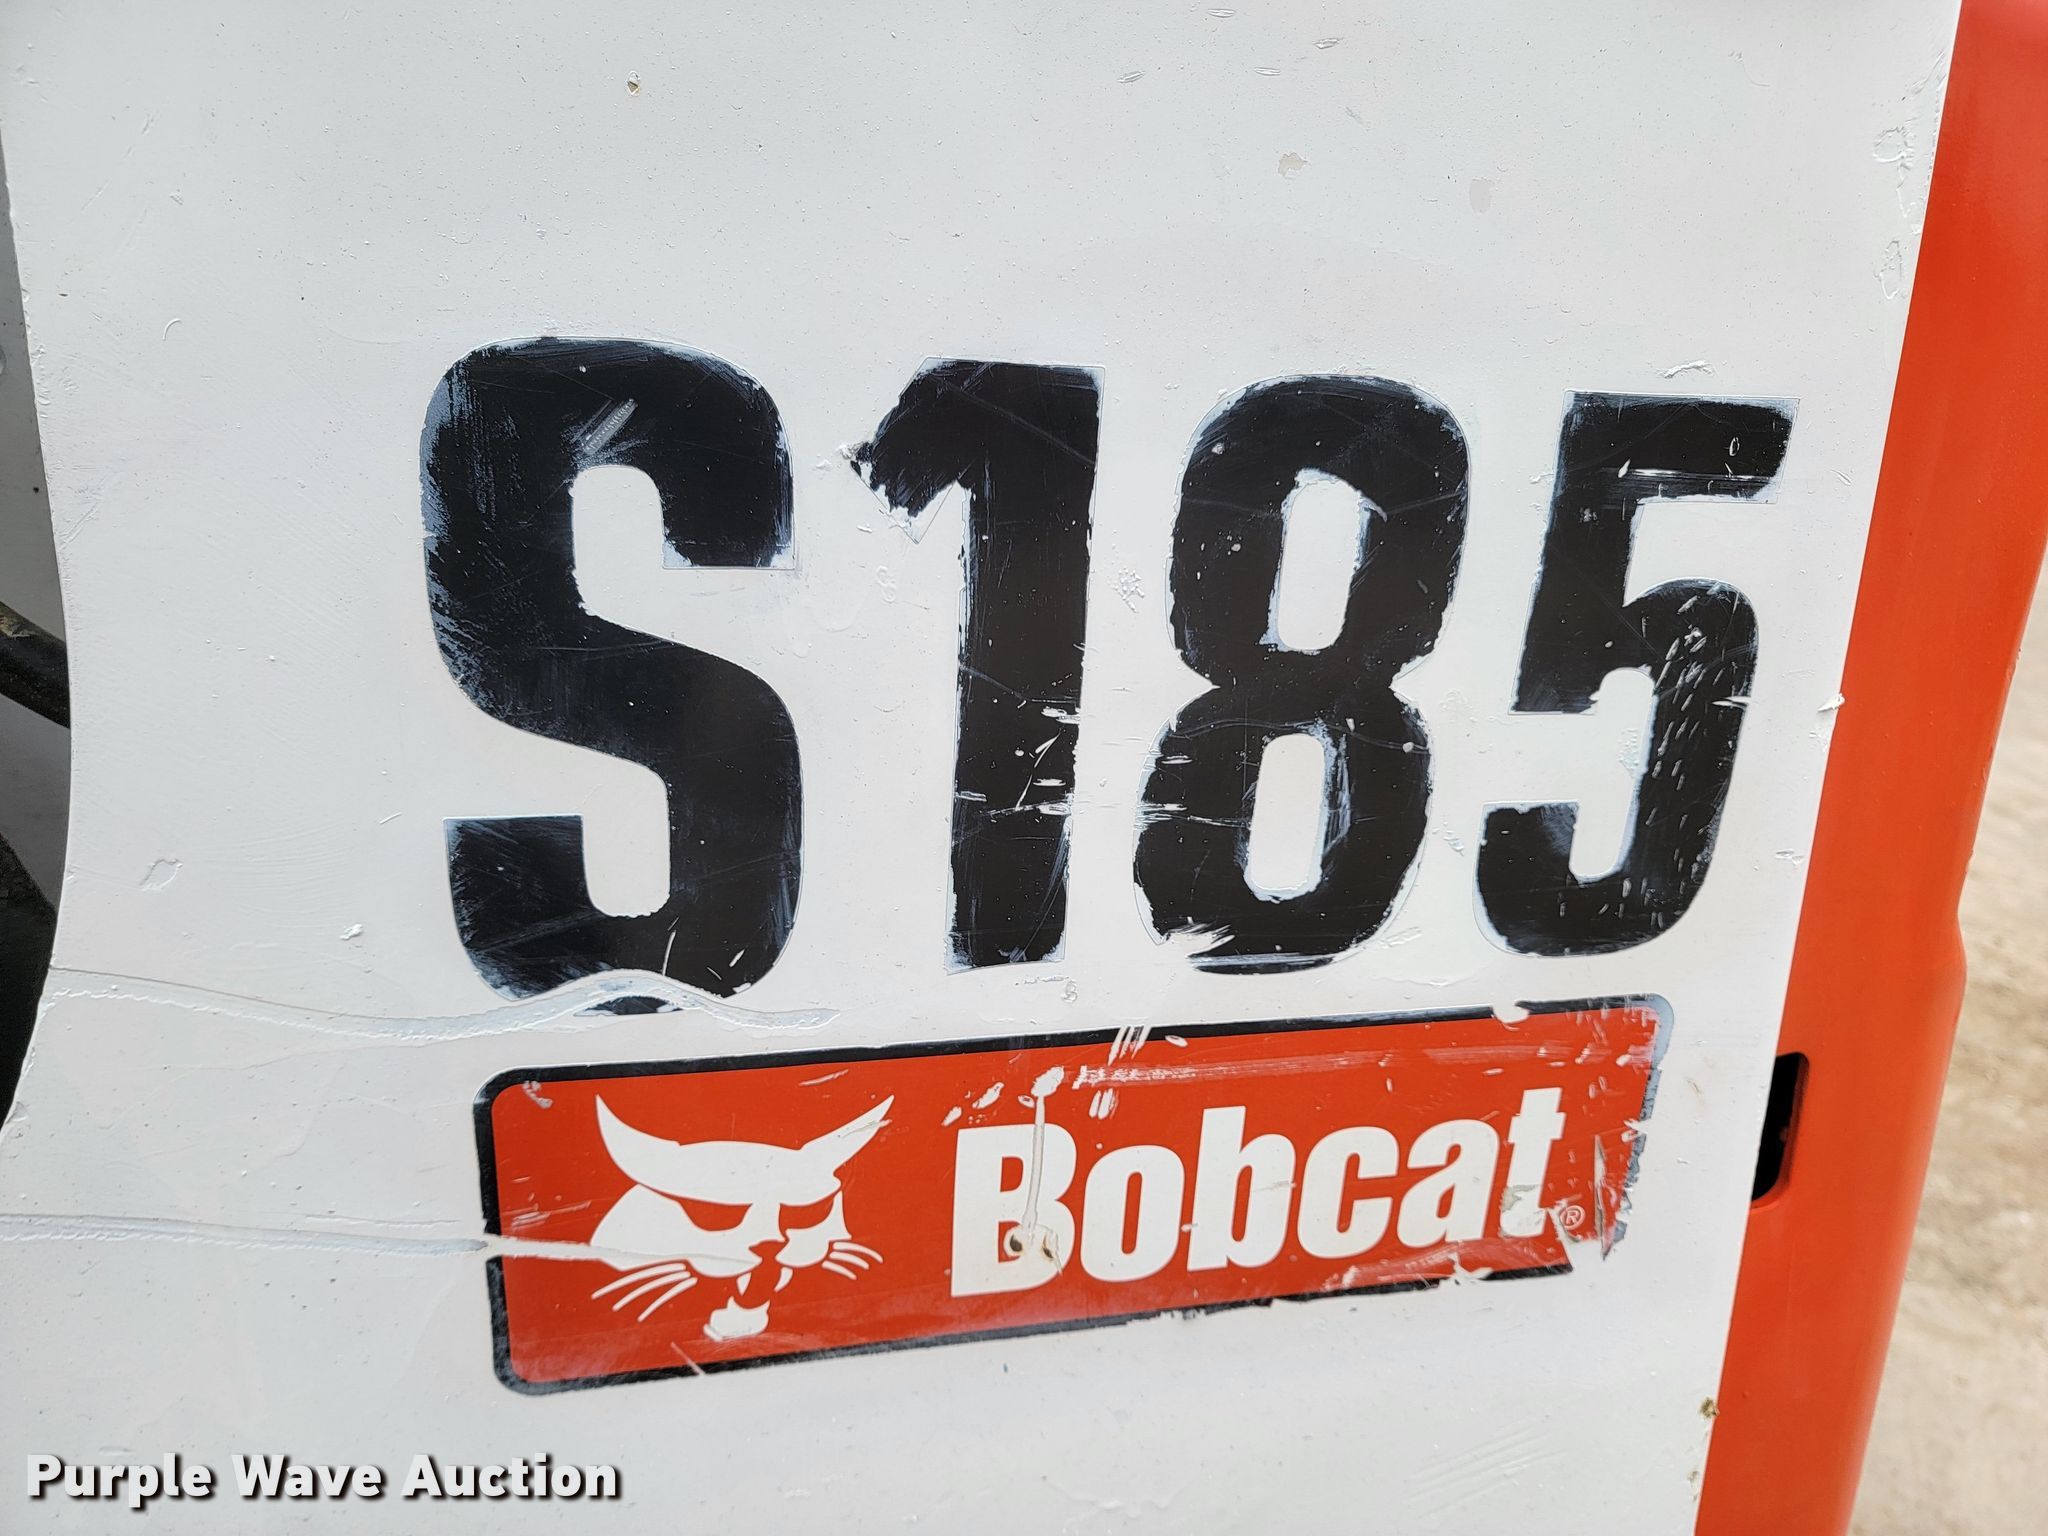 S185
Bobcat®
Purple Wave Auction